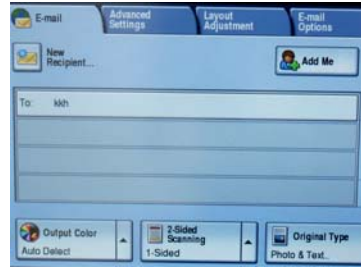 E-mail
Advanced
Settings
Layout
Adjustment
E-mail
Options
New
Recipient...
Add Me
To:  kkh
Output Color
Auto Detect
2-Sided
Scanning
1-Sided
Original Type
Photo & Text..